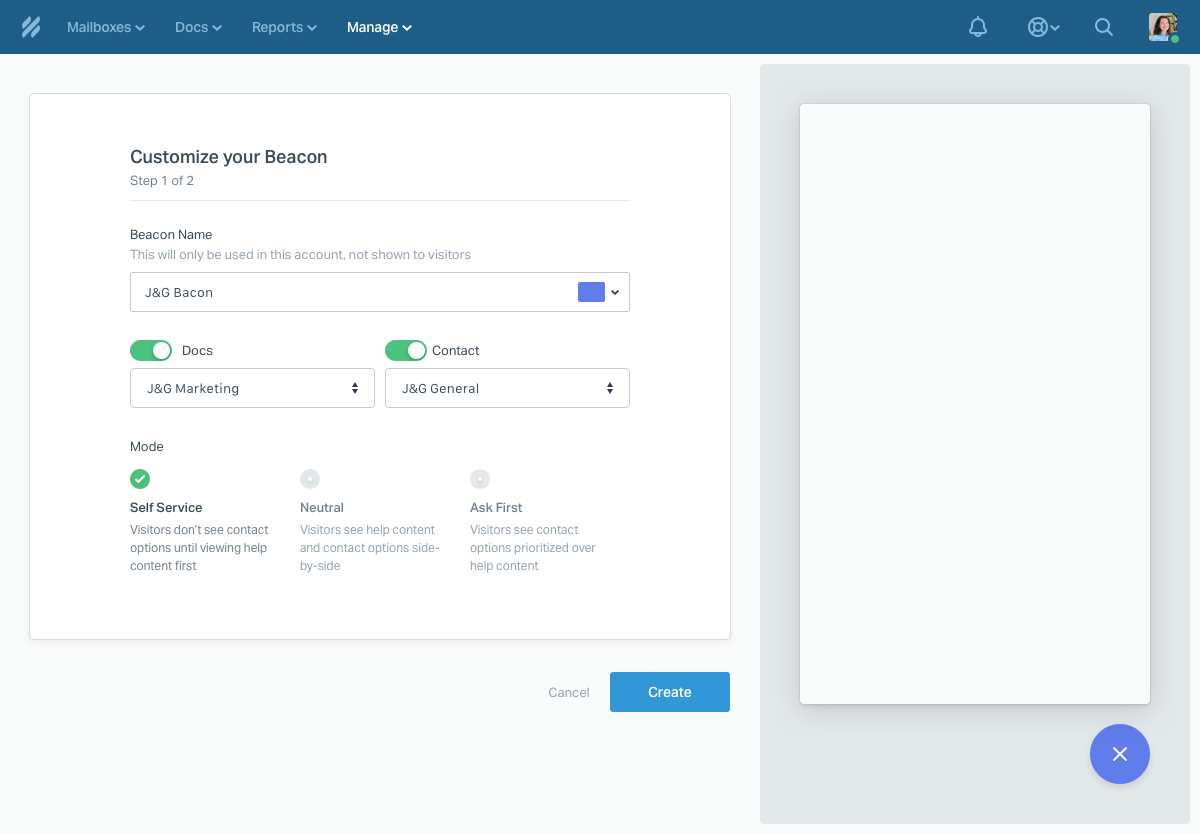 Mailboxes Docs Reports Manage
Customize your Beacon
Step 1 of 2
Beacon Name
This will only be used in this account, not shown to visitors
J&G Bacon
Docs Contact
J&G Marketing J&G General
Mode
Self Service Neutral Ask First
Visitors don't see contact Visitors see help content Visitors see contact
options until viewing help and contact options side- options prioritized over
content first by-side help content
Cancel Create